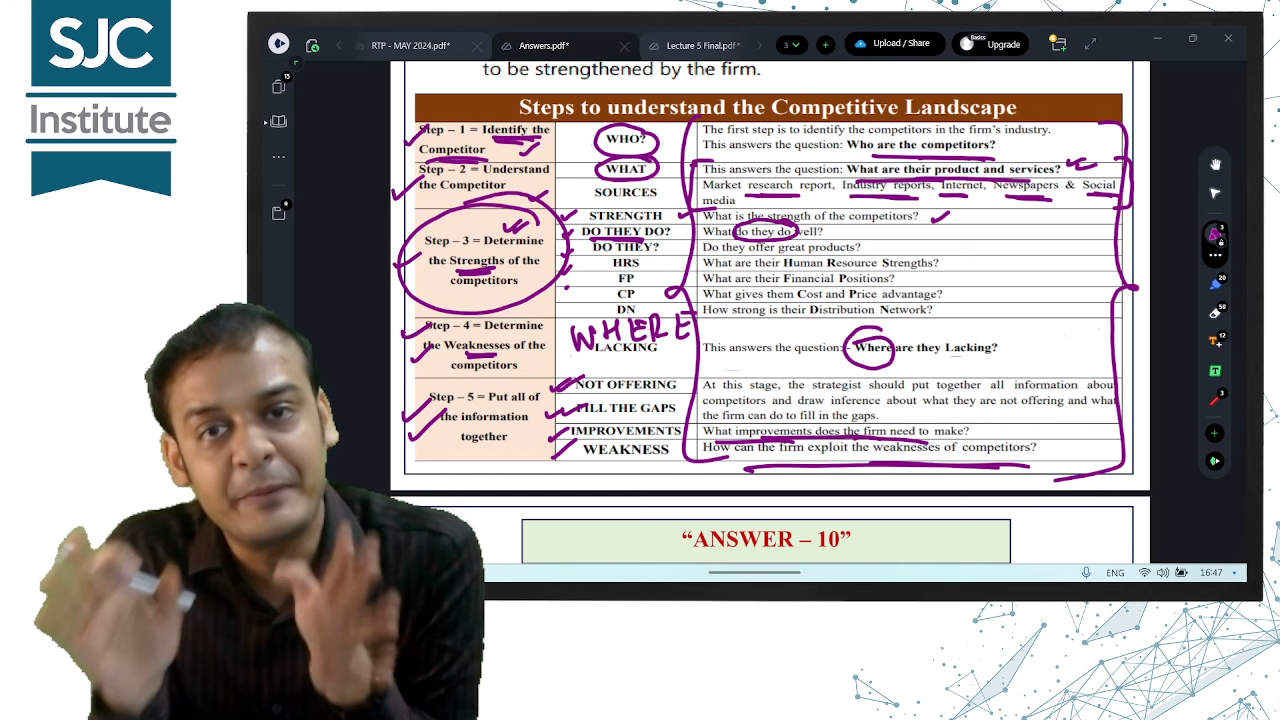 SJC
Institute
15
8
RTP - MAY 2024.pdf*
Answers.pdf*
Lecture 5 Final.pdf*
3
Upload / Share
Basics
Upgrade
to be strengthened by the firm.
Steps to understand the Competitive Landscape
Step – 1 = Identify the
Competitor
WHO?
The first step is to identify the competitors in the firm's industry.
This answers the question: Who are the competitors?
Step – 2 = Understand
the Competitor
WHAT
This answers the question: What are their product and services?
SOURCES
Market research report, Industry reports, Internet, Newspapers & Social
media
Step – 3 = Determine
the Strengths of the
competitors
STRENGTH
What is the strength of the competitors?
DO THEY DO?
What do they do well?
DO THEY?
Do they offer great products?
HRS
What are their Human Resource Strengths?
FP
What are their Financial Positions?
CP
What gives them Cost and Price advantage?
DN
How strong is their Distribution Network?
Step – 4 = Determine
the Weaknesses of the
competitors
WHERE
LACKING
This answers the question:- Where are they Lacking?
Step – 5 = Put all of
the information
together
NOT OFFERING
FILL THE GAPS
At this stage, the strategist should put together all information about
competitors and draw inference about what they are not offering and what
the firm can do to fill in the gaps.
IMPROVEMENTS
What improvements does the firm need to make?
WEAKNESS
How can the firm exploit the weaknesses of competitors?
"ANSWER – 10"
3
20
50
12
3
ENG
16:47